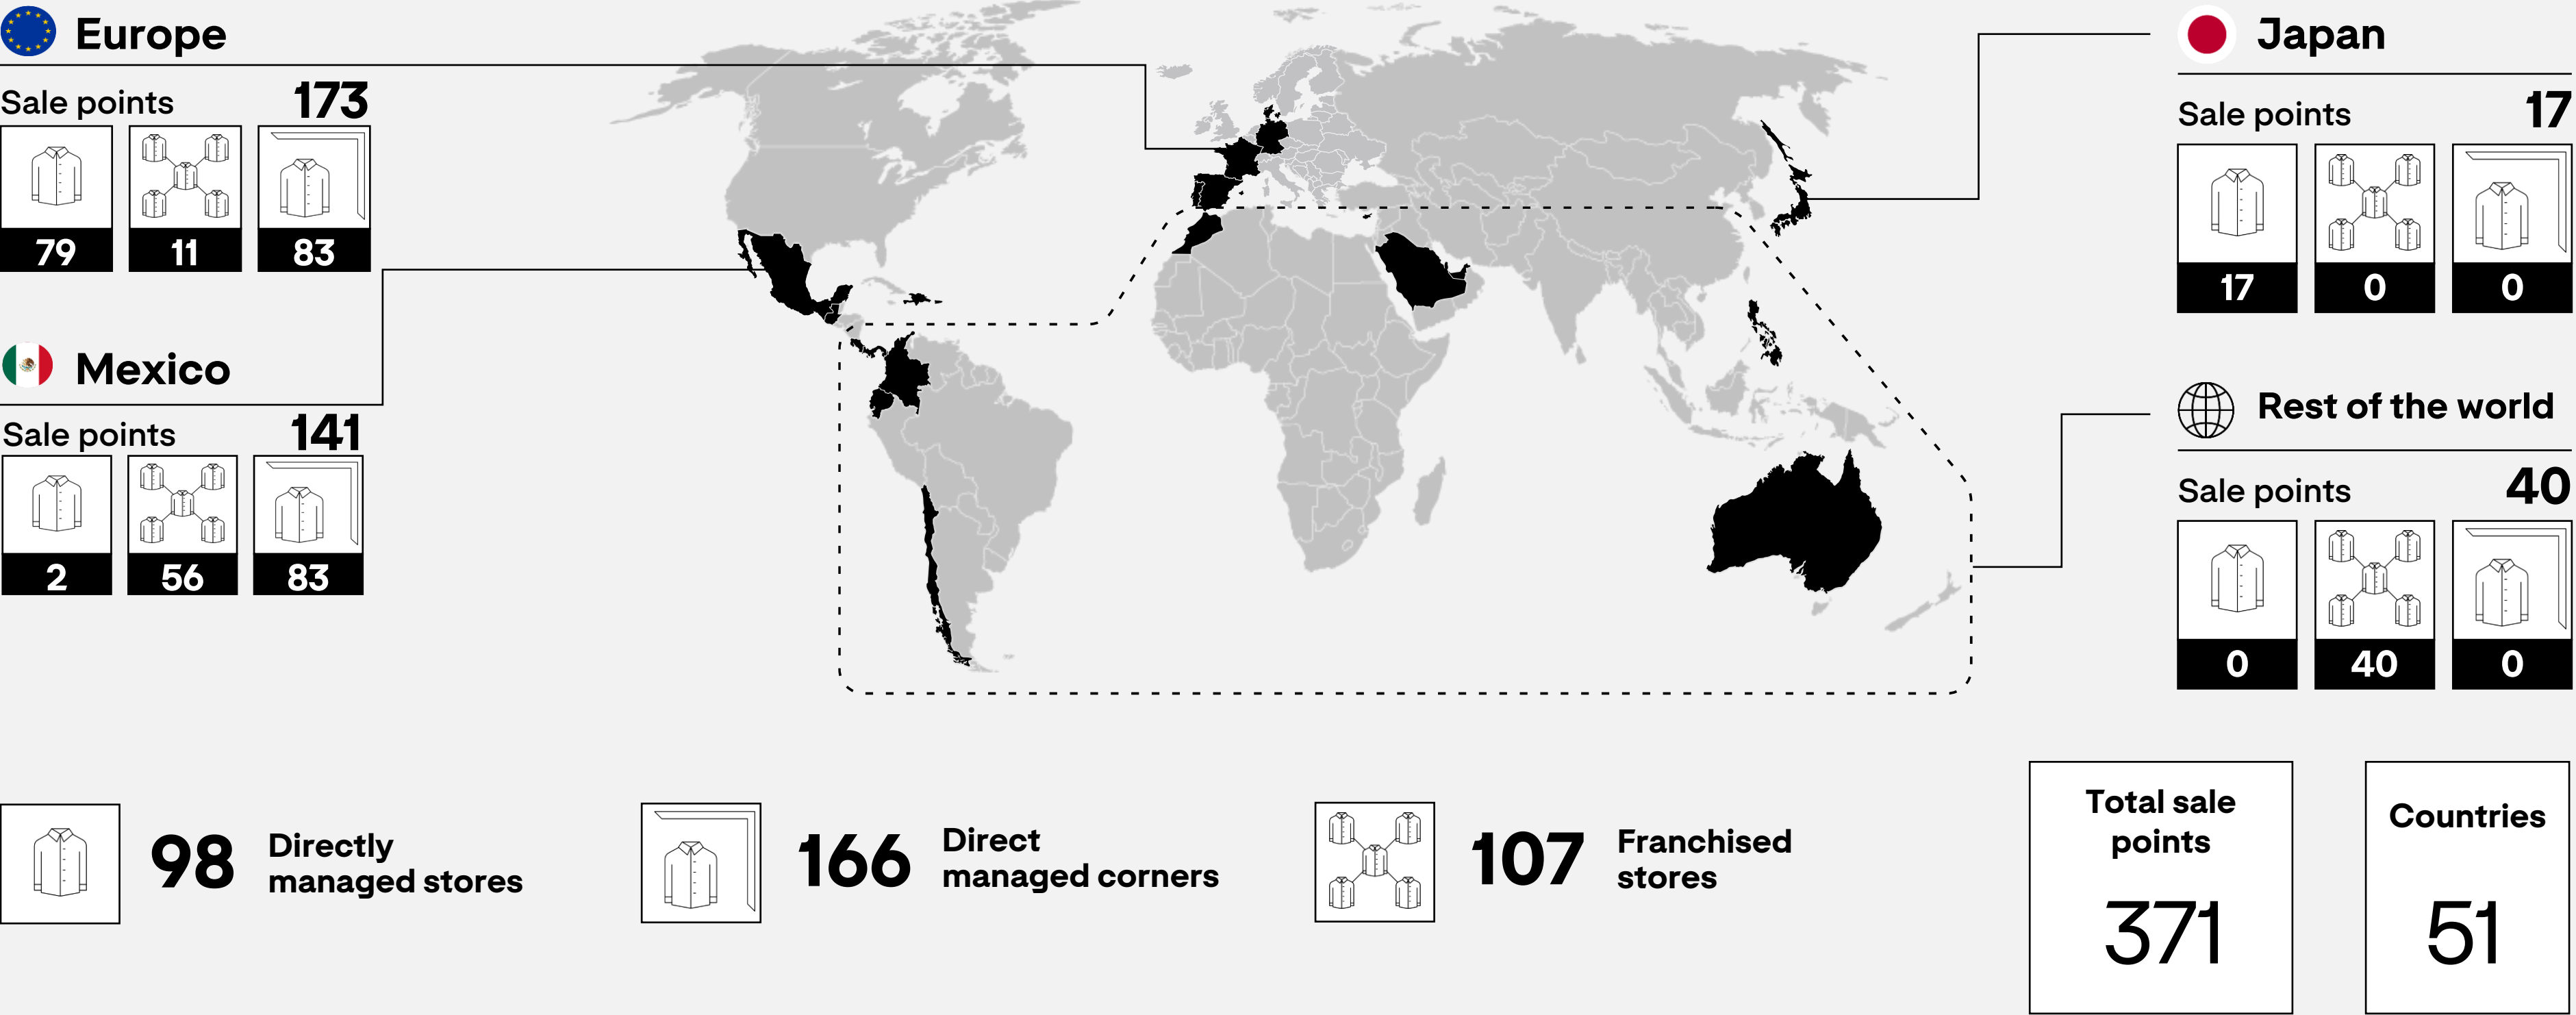 Europe
Sale points 173
79 11 83
Mexico
Sale points 141
2 56 83
Japan
Sale points 17
17 0 0
Rest of the world
Sale points 40
0 40 0
98 Directly
managed stores
166 Direct
managed corners
107 Franchised
stores
Total sale
points
371
Countries
51